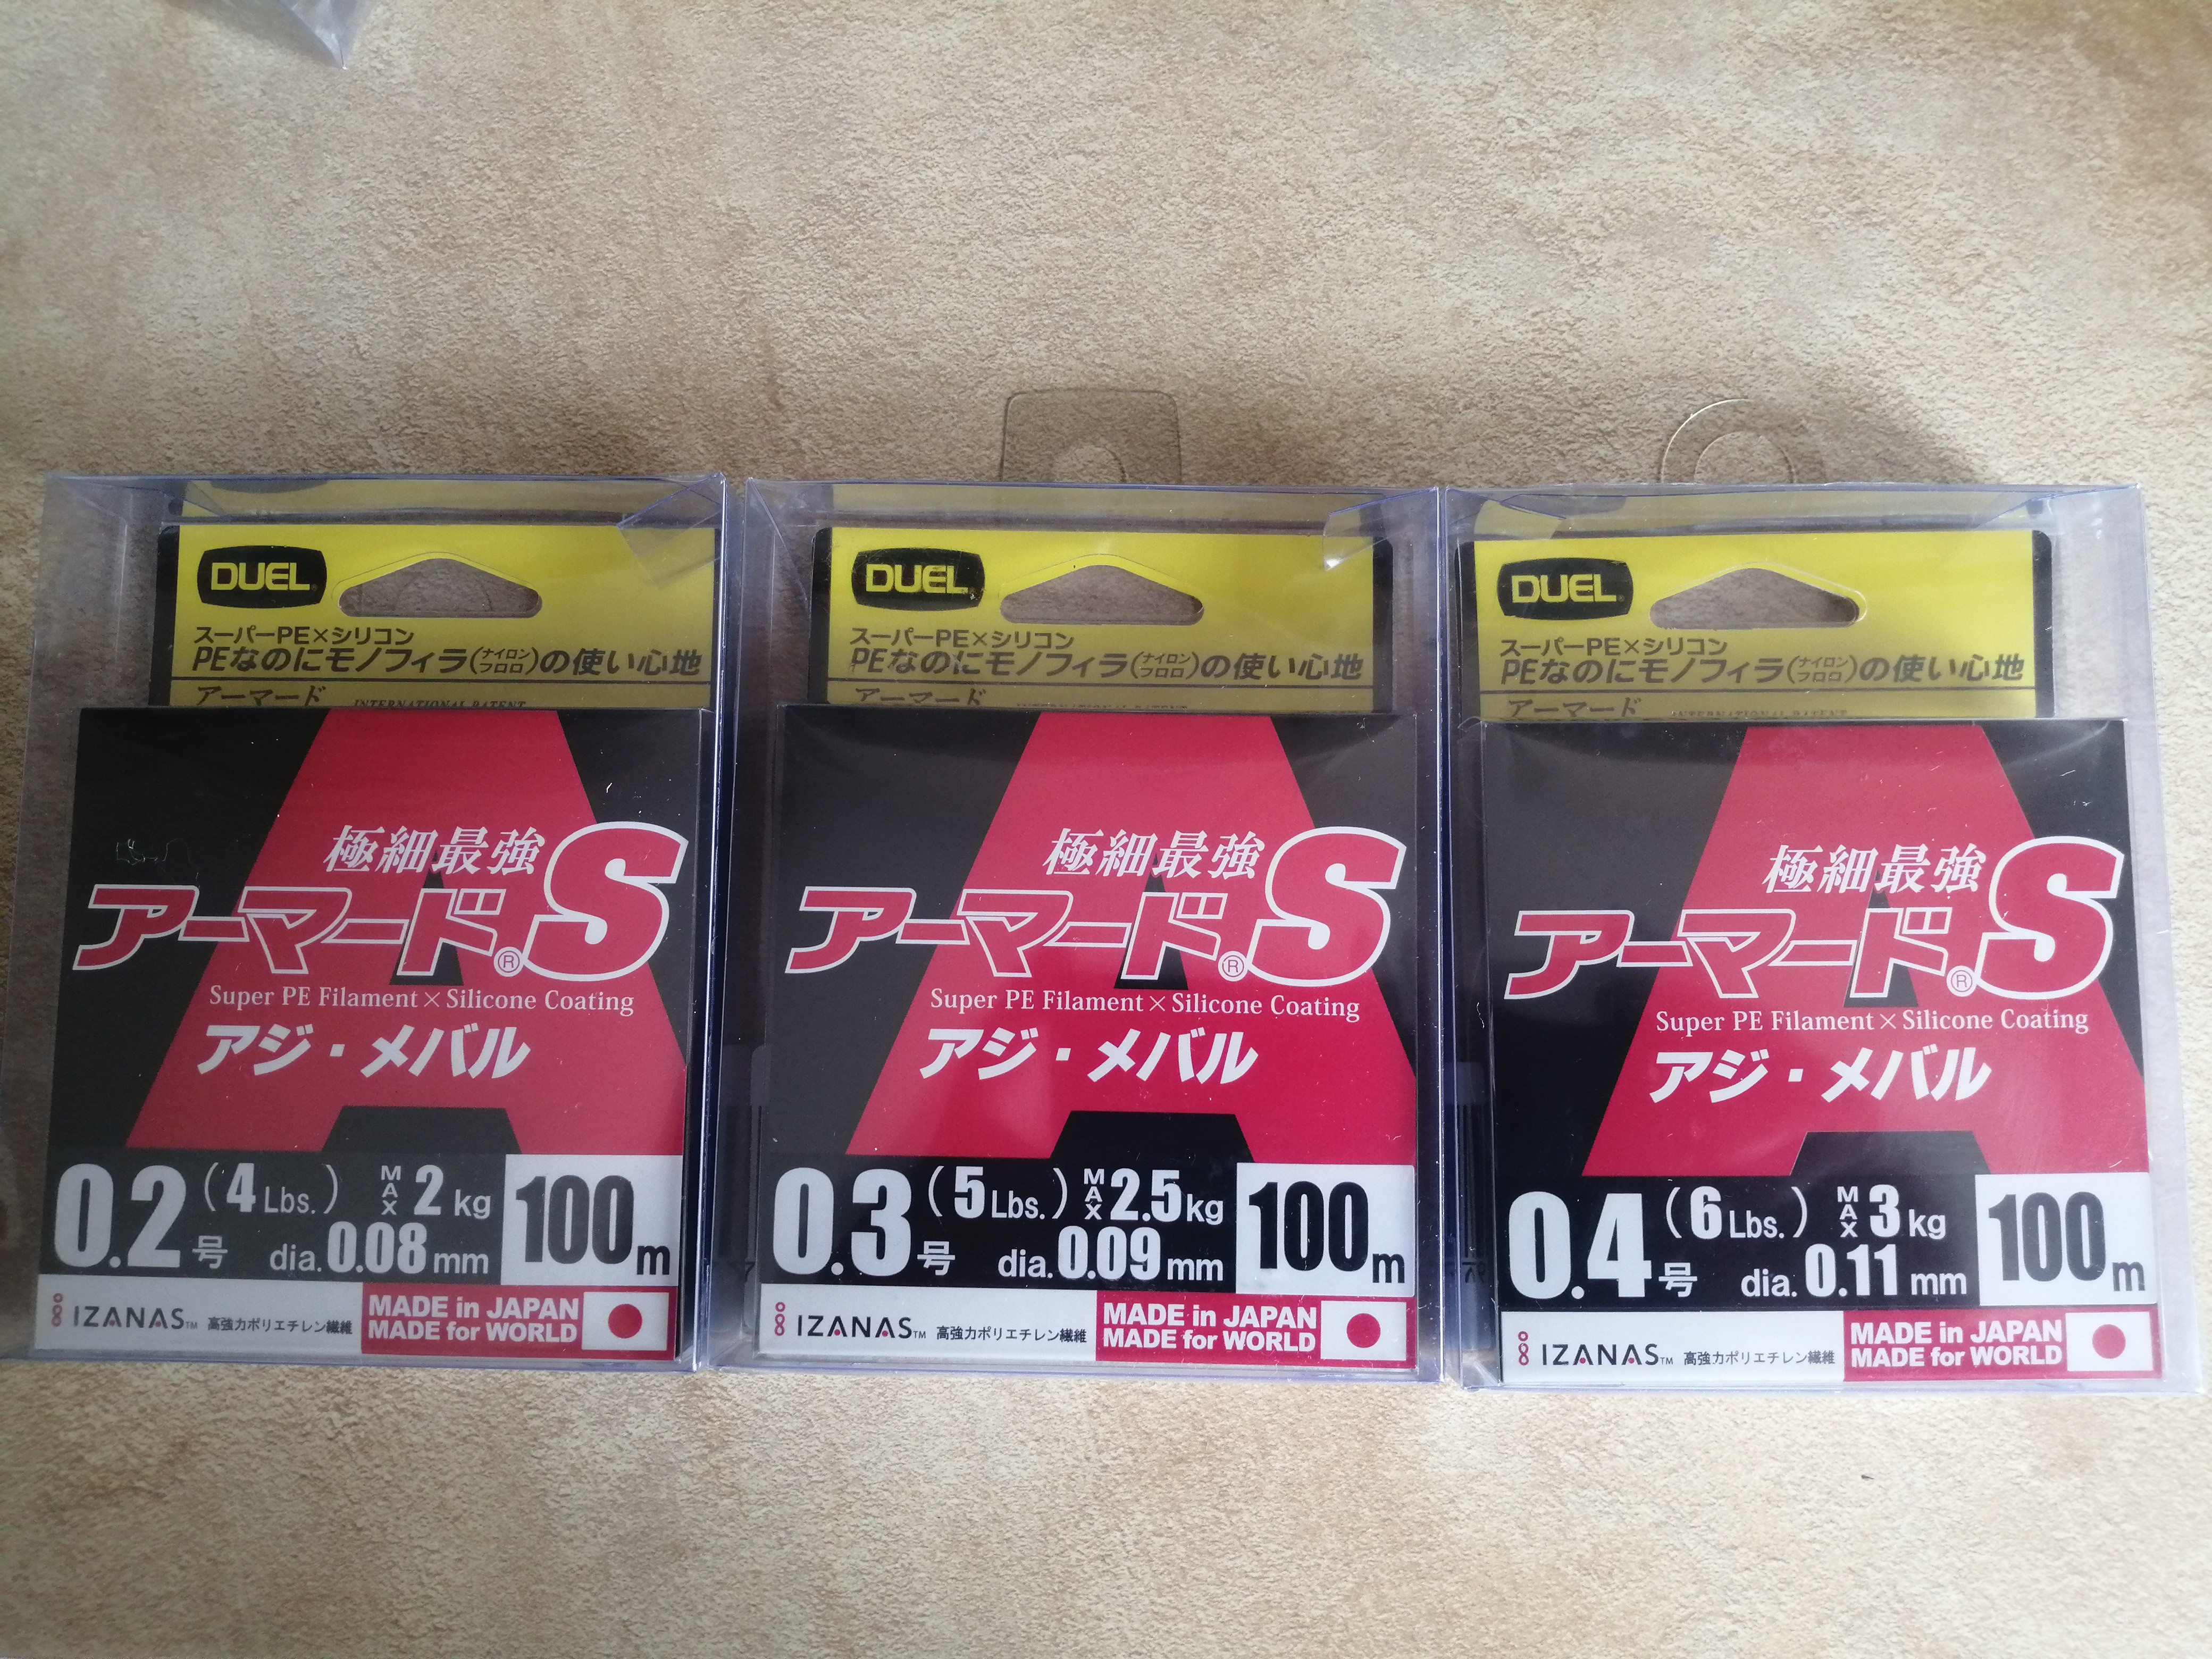 DUEL®
スーパーPE×シリコン
PEなのにモノフィラ(ナイロン フロロ)の使い心地
アーマード INTERNATIONAL PATENT
極細最強
アーマード®S
Super PE Filament×Silicone Coating
アジ・メバル
0.2号 (4Lbs.) MAX 2kg
dia.0.08mm
100m
IZANAS™ 高強力ポリエチレン繊維
MADE in JAPAN
MADE for WORLD
DUEL®
スーパーPE×シリコン
PEなのにモノフィラ(ナイロン フロロ)の使い心地
アーマード INTERNATIONAL PATENT
極細最強
アーマード®S
Super PE Filament×Silicone Coating
アジ・メバル
0.3号 (5Lbs.) MAX 2.5kg
dia.0.09mm
100m
IZANAS™ 高強力ポリエチレン繊維
MADE in JAPAN
MADE for WORLD
DUEL®
スーパーPE×シリコン
PEなのにモノフィラ(ナイロン フロロ)の使い心地
アーマード INTERNATIONAL PATENT
極細最強
アーマード®S
Super PE Filament×Silicone Coating
アジ・メバル
0.4号 (6Lbs.) MAX 3kg
dia.0.11mm
100m
IZANAS™ 高強力ポリエチレン繊維
MADE in JAPAN
MADE for WORLD